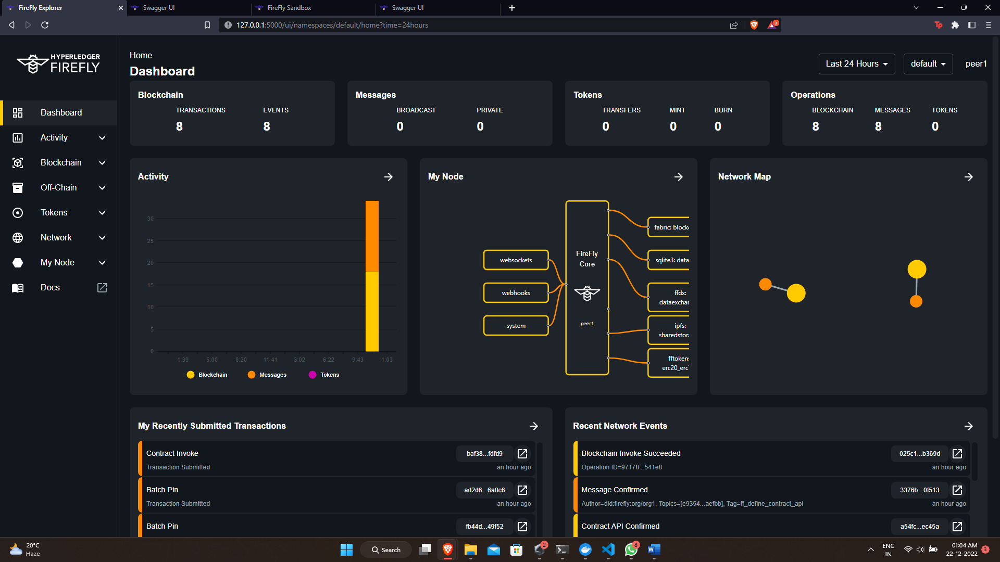 FireFly Explorer
Swagger UI
FireFly Sandbox
Swagger UI
127.0.0.1:5000/ui/namespaces/default/home?time=24hours
3
Tp
HYPERLEDGER
FIREFLY
Dashboard
Activity
Blockchain
Off-Chain
Tokens
Network
My Node
Docs
Home
Dashboard
Last 24 Hours
default
peer1
Blockchain
TRANSACTIONS EVENTS
8 8
Messages
BROADCAST PRIVATE
0 0
Tokens
TRANSFERS MINT BURN
0 0 0
Operations
BLOCKCHAIN MESSAGES TOKENS
8 8 0
Activity
30
25
20
15
10
5
0
1:39 5:00 8:20 11:41 3:02 6:22 9:43 1:03
Blockchain Messages Tokens
My Node
websockets
webhooks
system
FireFly
Core
peer1
fabric: blockc
sqlite3: data
ffdx:
dataexchar
ipfs:
sharedstora
fftokens
erc20_erc7
Network Map
My Recently Submitted Transactions
Contract Invoke baf38...fdfd9
Transaction Submitted an hour ago
Batch Pin ad2d6...6a0c6
Transaction Submitted an hour ago
Batch Pin fb44d...49f52
Recent Network Events
Blockchain Invoke Succeeded 025c1...b369d
Operation ID=97178...541e8 an hour ago
Message Confirmed 3376b...0f513
Author=did:firefly:org/org1, Topics=[e9354...aefbb], Tag=ff_define_contract_api an hour ago
Contract API Confirmed a54fc...ec45a
20°C
Haze
Search
2
8
ENG
IN
01:04 AM
22-12-2022
3